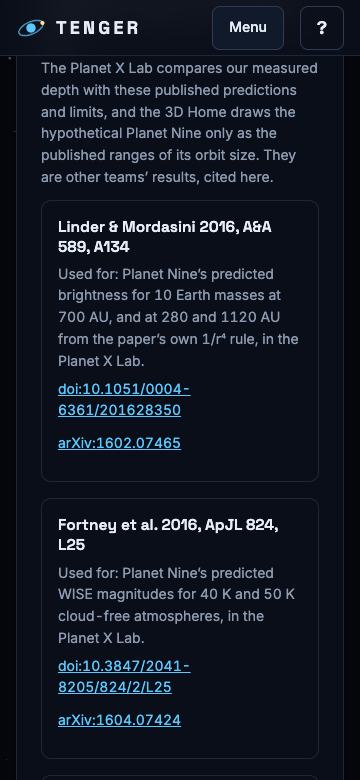 TENGER
Menu
?
The Planet X Lab compares our measured
depth with these published predictions
and limits, and the 3D Home draws the
hypothetical Planet Nine only as the
published ranges of its orbit size. They
are other teams’ results, cited here.
Linder & Mordasini 2016, A&A
589, A134
Used for: Planet Nine’s predicted
brightness for 10 Earth masses at
700 AU, and at 280 and 1120 AU
from the paper’s own 1/r⁴ rule, in the
Planet X Lab.
doi:10.1051/0004-
6361/201628350
arXiv:1602.07465
Fortney et al. 2016, ApJL 824,
L25
Used for: Planet Nine’s predicted
WISE magnitudes for 40 K and 50 K
cloud-free atmospheres, in the
Planet X Lab.
doi:10.3847/2041-
8205/824/2/L25
arXiv:1604.07424